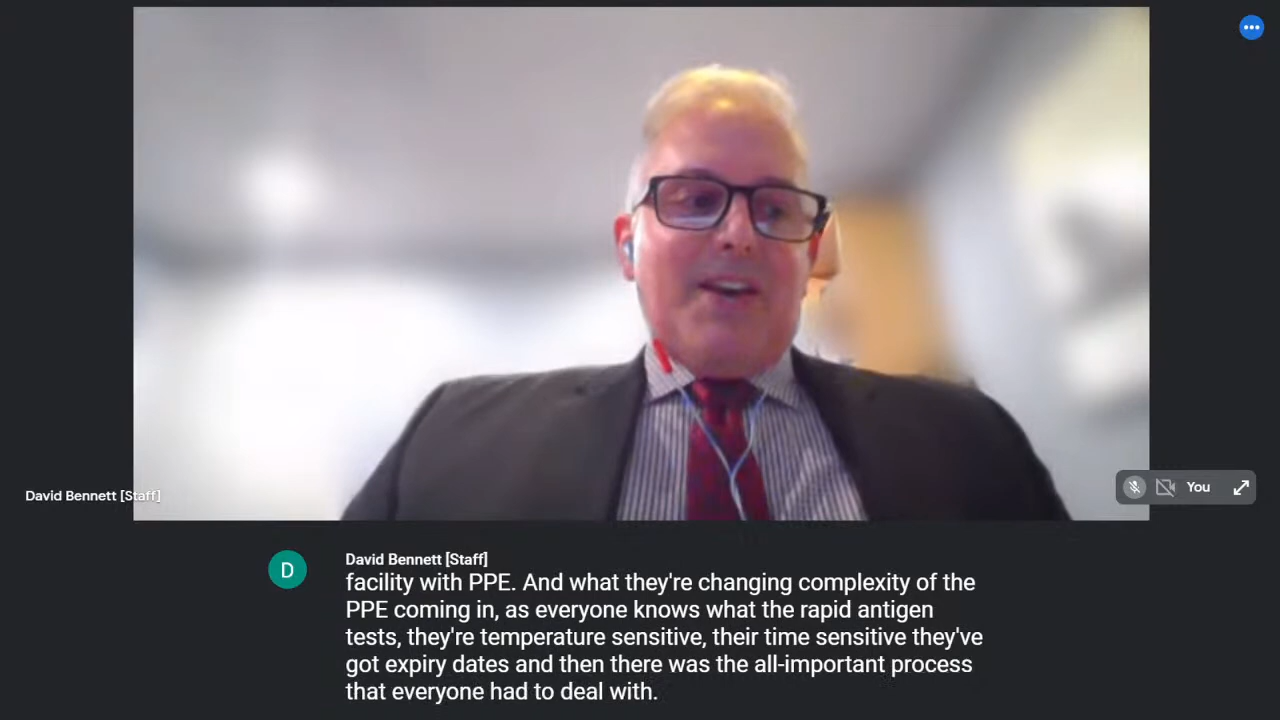 David Bennett [Staff]
You
D
David Bennett [Staff]
facility with PPE. And what they're changing complexity of the
PPE coming in, as everyone knows what the rapid antigen
tests, they're temperature sensitive, their time sensitive they've
got expiry dates and then there was the all-important process
that everyone had to deal with.